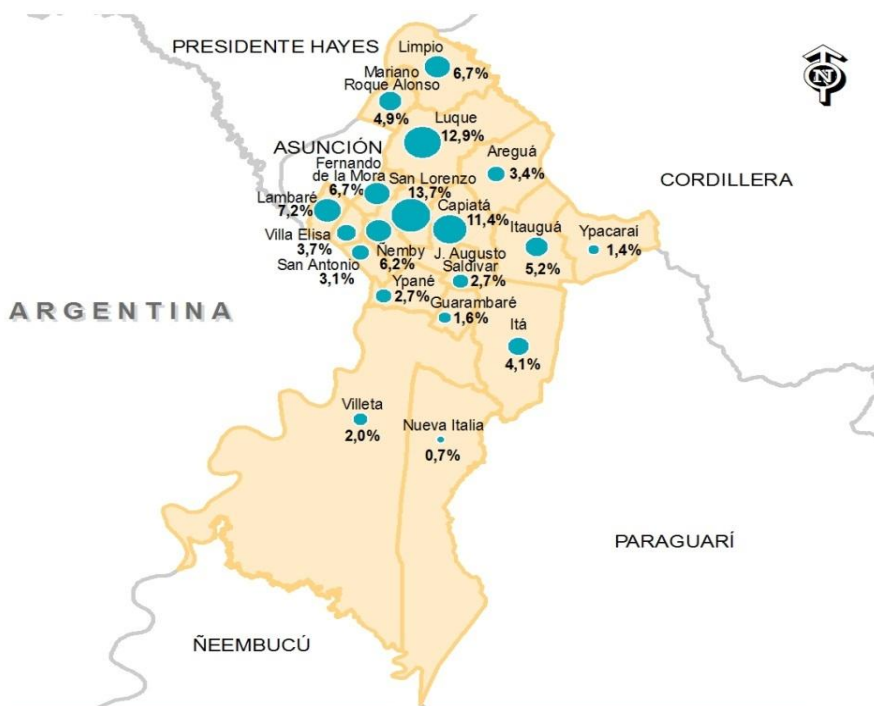 PRESIDENTE HAYES
Limpio
6,7%
Mariano
Roque Alonso
4,9%
N
Luque
12,9%
ASUNCIÓN
Areguá
3,4%
CORDILLERA
Fernando
de la Mora
6,7%
San Lorenzo
13,7%
Lambaré
7,2%
Capiatá
11,4%
Itauguá
5,2%
Ypacarai
1,4%
Villa Elisa
3,7%
Ñemby
6,2%
San Antonio
3,1%
J. Augusto
Saldivar
2,7%
Ypané
2,7%
Guarambaré
1,6%
ARGENTINA
Itá
4,1%
Villeta
2,0%
Nueva Italia
0,7%
PARAGUARÍ
ÑEEMBUCÚ